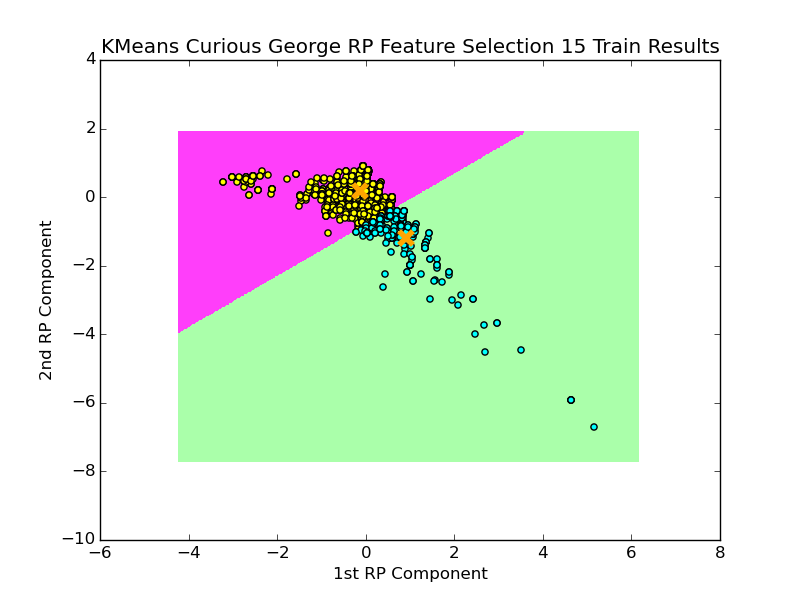 KMeans Curious George RP Feature Selection 15 Train Results
4
2
0
−2
−4
−6
−8
−10
2nd RP Component
−6 −4 −2 0 2 4 6 8
1st RP Component